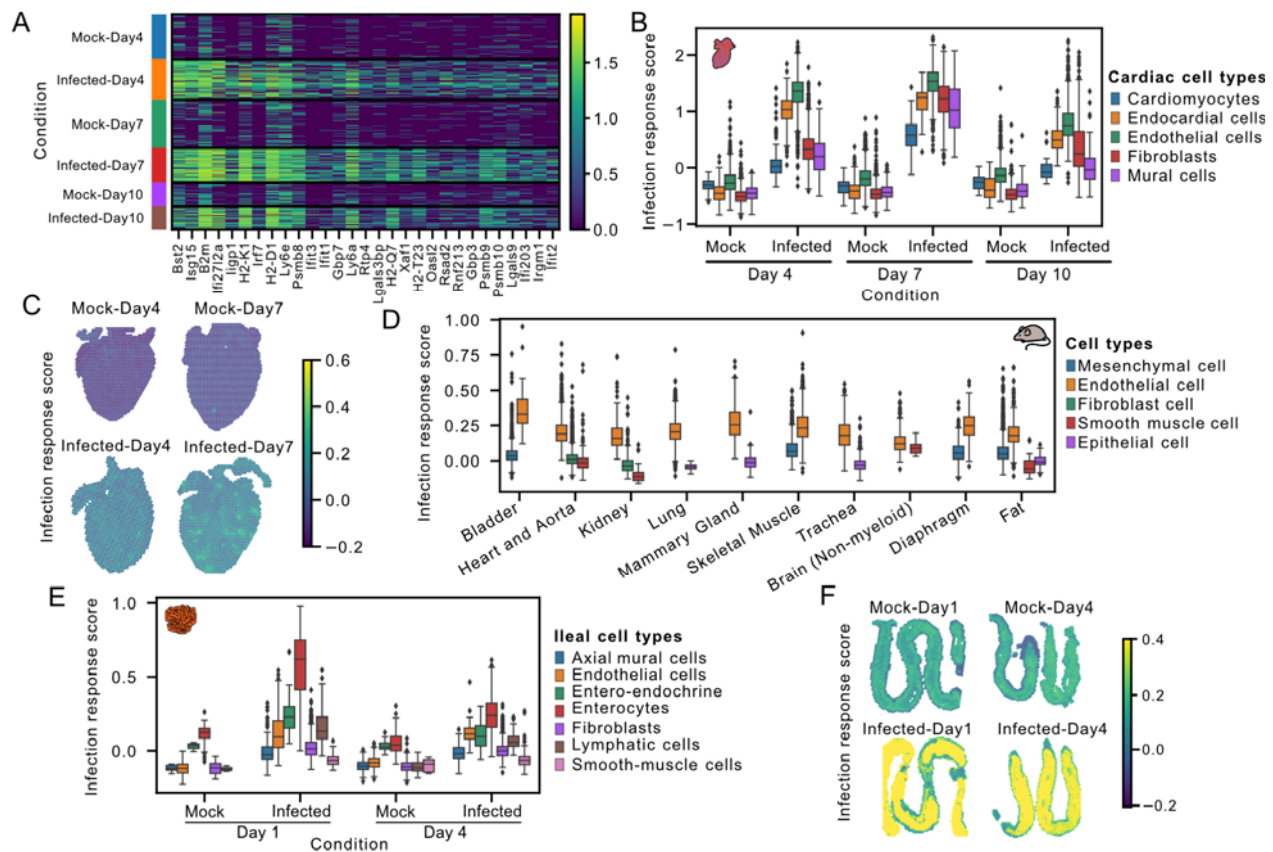 A
Condition
Mock-Day4
Infected-Day4
Mock-Day7
Infected-Day7
Mock-Day10
Infected-Day10
1.5
1.0
0.5
0.0
Bst2
Isg15
B2m
Ifi27l2a
Iigp1
H2-K1
Irf7
H2-D1
Ly6e
Psmb8
Ifit3
Ifit1
Gbp7
Ly6a
Rtp4
Lgals3bp
H2-Q7
Xaf1
H2-T23
Oasl2
Rsad2
Rnf213
Gbp3
Psmb9
Psmb10
Lgals9
Ifi203
Irgm1
Ifit2
B
Infection response score
2
1
0
−1
Mock
Infected
Mock
Infected
Mock
Infected
Day 4
Day 7
Day 10
Condition
Cardiac cell types
Cardiomyocytes
Endocardial cells
Endothelial cells
Fibroblasts
Mural cells
C
Infection response score
Mock-Day4
Mock-Day7
Infected-Day4
Infected-Day7
0.6
0.4
0.2
0.0
−0.2
D
Infection response score
1.00
0.75
0.50
0.25
0.00
Bladder
Heart and Aorta
Kidney
Lung
Mammary Gland
Skeletal Muscle
Trachea
Brain (Non-myeloid)
Diaphragm
Fat
Cell types
Mesenchymal cell
Endothelial cell
Fibroblast cell
Smooth muscle cell
Epithelial cell
E
Infection response score
1.0
0.5
0.0
Mock
Infected
Mock
Infected
Day 1
Day 4
Condition
Ileal cell types
Axial mural cells
Endothelial cells
Entero-endocrine
Enterocytes
Fibroblasts
Lymphatic cells
Smooth-muscle cells
F
Infection response score
Mock-Day1
Mock-Day4
Infected-Day1
Infected-Day4
0.4
0.2
0.0
−0.2